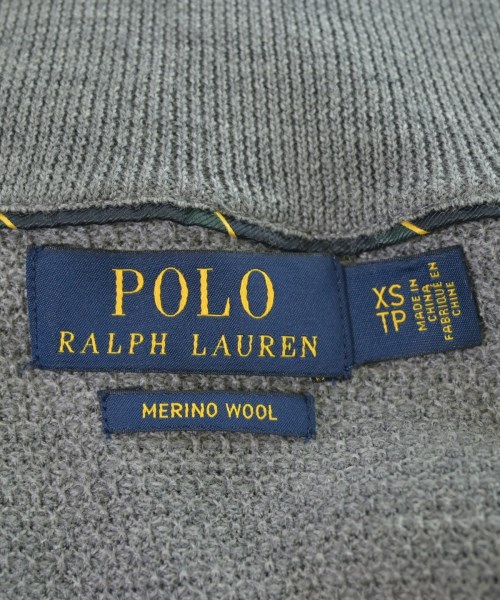 POLO
RALPH LAUREN
MERINO WOOL
XS
TP
MADE IN
CHINA
FABRIQUÉ EN
CHINE